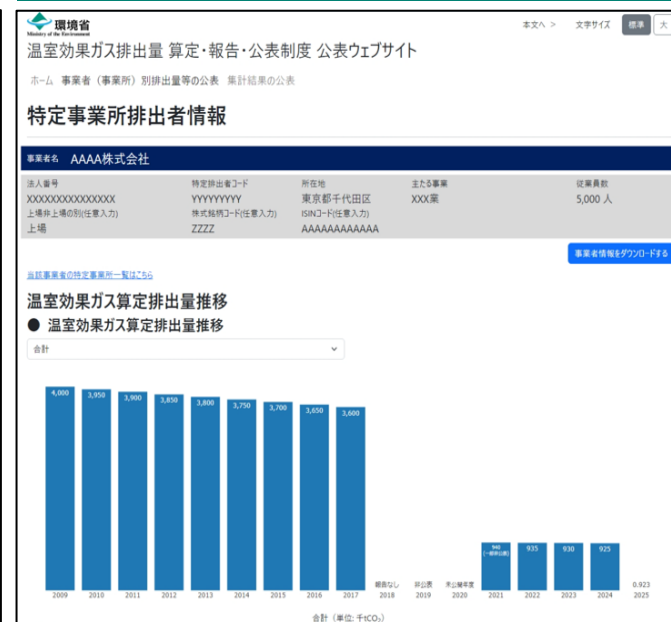 環境省
Ministry of the Environment
本文へ > 文字サイズ 標準 大
温室効果ガス排出量 算定・報告・公表制度 公表ウェブサイト
ホーム 事業者（事業所）別排出量等の公表 集計結果の公表
特定事業所排出者情報
事業者名 AAAA株式会社
法人番号 特定排出者コード 所在地 主たる事業 従業員数
XXXXXXXXXXXXXXX YYYYYYYYY 東京都千代田区 XXX業 5,000 人
上場非上場の別(任意入力) 株式銘柄コード(任意入力) ISINコード(任意入力)
上場 ZZZZ AAAAAAAAAAAA
事業者情報をダウンロードする
当該事業者の特定事業所一覧はこちら
温室効果ガス算定排出量推移
● 温室効果ガス算定排出量推移
合計
4,000 3,950 3,900 3,850 3,800 3,750 3,700 3,650 3,600
940 935 930 925
(一部非公表)
報告なし 非公表 未公表年度 0.923
2009 2010 2011 2012 2013 2014 2015 2016 2017 2018 2019 2020 2021 2022 2023 2024 2025
合計（単位: 千tCO₂）